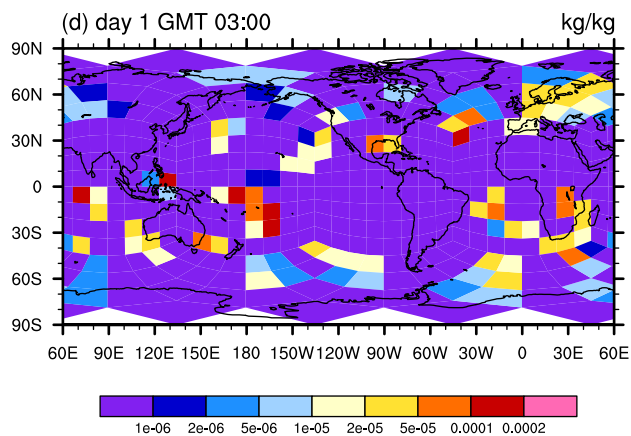 (d) day 1 GMT 03:00 kg/kg
90N
60N
30N
0
30S
60S
90S
60E 90E 120E 150E 180 150W 120W 90W 60W 30W 0 30E 60E
1e-06 2e-06 5e-06 1e-05 2e-05 5e-05 0.0001 0.0002